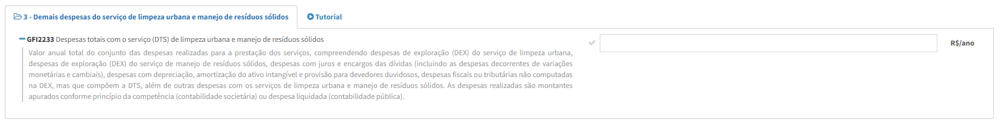 3 - Demais despesas do serviço de limpeza urbana e manejo de resíduos sólidos
Tutorial
GFI2233 Despesas totais com o serviço (DTS) de limpeza urbana e manejo de resíduos sólidos
R$/ano
Valor anual total do conjunto das despesas realizadas para a prestação dos serviços, compreendendo despesas de exploração (DEX) do serviço de limpeza urbana,
despesas de exploração (DEX) do serviço de manejo de resíduos sólidos, despesas com juros e encargos das dívidas (incluindo as despesas decorrentes de variações
monetárias e cambiais), despesas com depreciação, amortização do ativo intangível e provisão para devedores duvidosos, despesas fiscais ou tributárias não computadas
na DEX, mas que compõem a DTS, além de outras despesas com os serviços de limpeza urbana e manejo de resíduos sólidos. As despesas realizadas são montantes
apurados conforme princípio da competência (contabilidade societária) ou despesa liquidada (contabilidade pública).